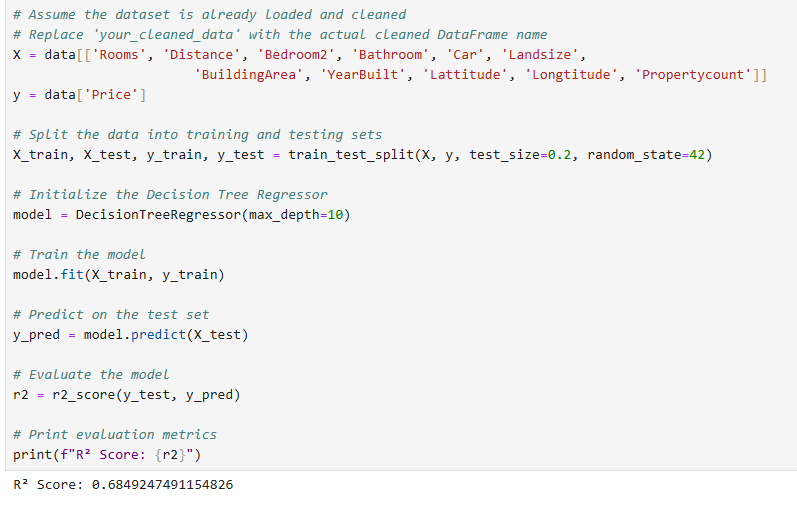 # Assume the dataset is already loaded and cleaned
# Replace 'your_cleaned_data' with the actual cleaned DataFrame name
X = data[['Rooms', 'Distance', 'Bedroom2', 'Bathroom', 'Car', 'Landsize',
                       'BuildingArea', 'YearBuilt', 'Lattitude', 'Longtitude', 'Propertycount']]
y = data['Price']
# Split the data into training and testing sets
X_train, X_test, y_train, y_test = train_test_split(X, y, test_size=0.2, random_state=42)
# Initialize the Decision Tree Regressor
model = DecisionTreeRegressor(max_depth=10)
# Train the model
model.fit(X_train, y_train)
# Predict on the test set
y_pred = model.predict(X_test)
# Evaluate the model
r2 = r2_score(y_test, y_pred)
# Print evaluation metrics
print(f"R² Score: {r2}")
R² Score: 0.6849247491154826